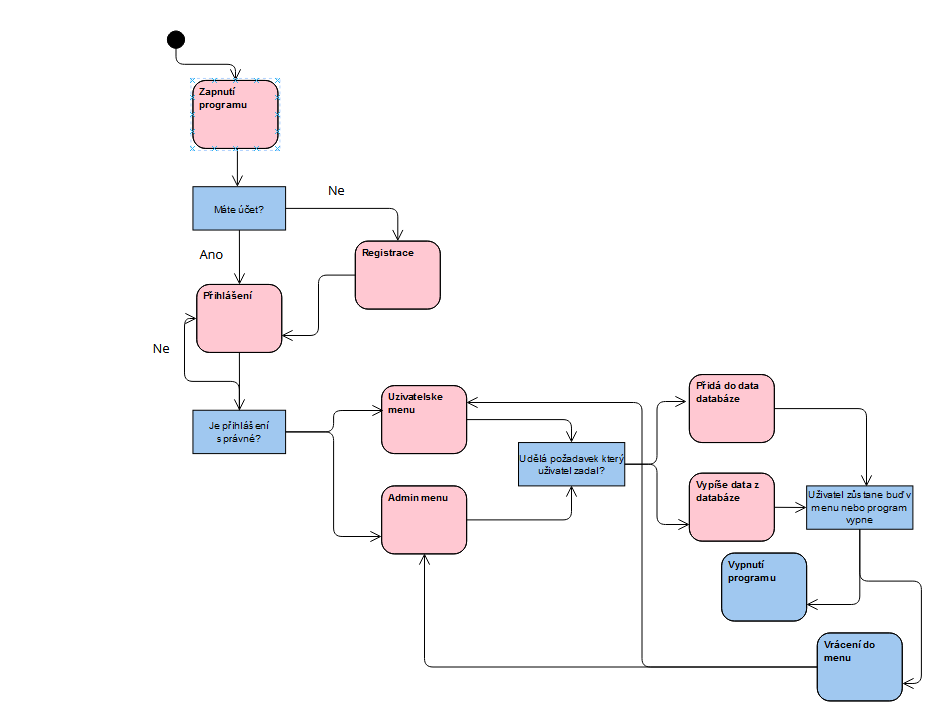 Zapnutí
programu
Máte účet?
Ne
Ano
Registrace
Přihlášení
Ne
Je přihlášení
správné?
Uzivatelske
menu
Admin menu
Udělá požadavek který
uživatel zadal?
Přidá do data
databáze
Vypíše data z
databáze
Uživatel zůstane buď v
menu nebo program
vypne
Vypnutí
programu
Vrácení do
menu